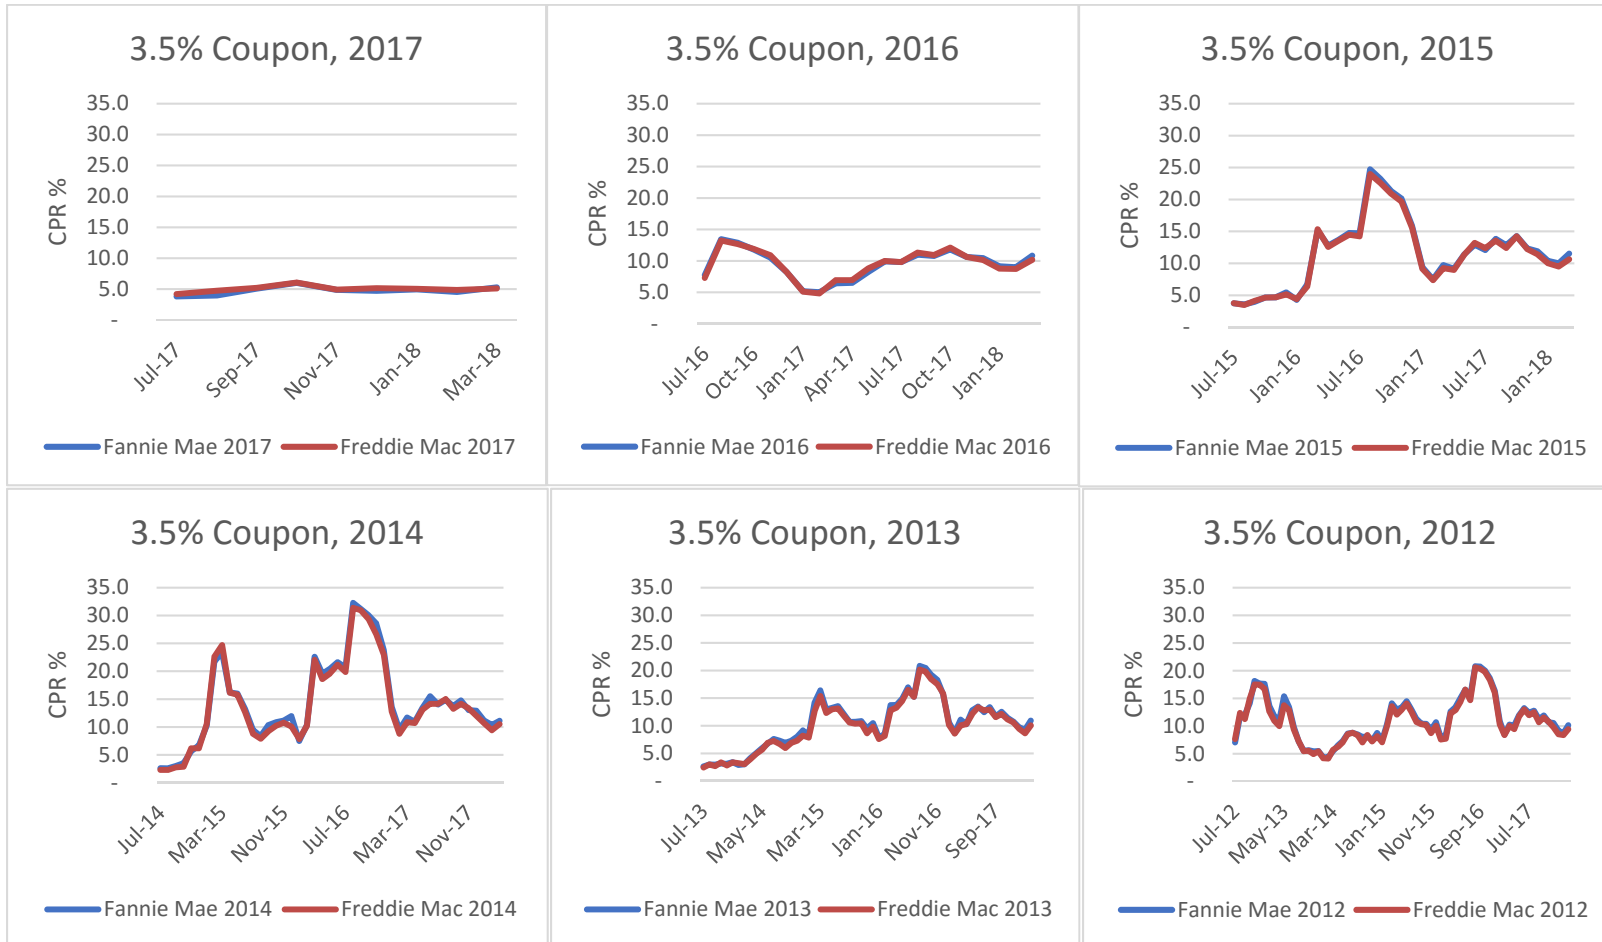 3.5% Coupon, 2017
35.0
30.0
25.0
20.0
15.0
10.0
5.0
-
CPR %
Jul-17
Sep-17
Nov-17
Jan-18
Mar-18
Fannie Mae 2017 Freddie Mac 2017
3.5% Coupon, 2016
35.0
30.0
25.0
20.0
15.0
10.0
5.0
-
CPR %
Jul-16
Oct-16
Jan-17
Apr-17
Jul-17
Oct-17
Jan-18
Fannie Mae 2016 Freddie Mac 2016
3.5% Coupon, 2015
35.0
30.0
25.0
20.0
15.0
10.0
5.0
-
CPR %
Jul-15
Jan-16
Jul-16
Jan-17
Jul-17
Jan-18
Fannie Mae 2015 Freddie Mac 2015
3.5% Coupon, 2014
35.0
30.0
25.0
20.0
15.0
10.0
5.0
-
CPR %
Jul-14
Mar-15
Nov-15
Jul-16
Mar-17
Nov-17
Fannie Mae 2014 Freddie Mac 2014
3.5% Coupon, 2013
35.0
30.0
25.0
20.0
15.0
10.0
5.0
-
CPR %
Jul-13
May-14
Mar-15
Jan-16
Nov-16
Sep-17
Fannie Mae 2013 Freddie Mac 2013
3.5% Coupon, 2012
35.0
30.0
25.0
20.0
15.0
10.0
5.0
-
CPR %
Jul-12
May-13
Mar-14
Jan-15
Nov-15
Sep-16
Jul-17
Fannie Mae 2012 Freddie Mac 2012